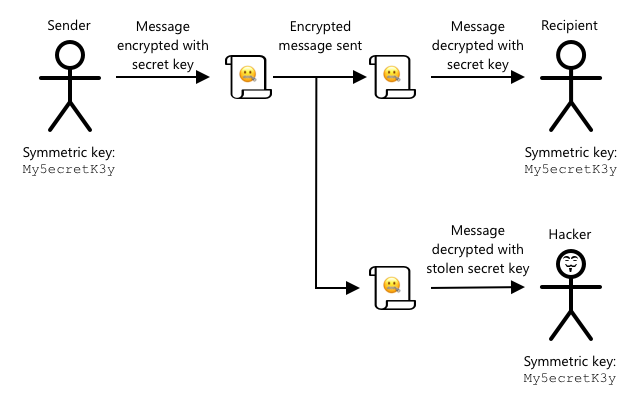 Sender
Message
encrypted with
secret key
Encrypted
message sent
Message
decrypted with
secret key
Recipient
Symmetric key:
My5ecretK3y
Symmetric key:
My5ecretK3y
Message
decrypted with
stolen secret key
Hacker
Symmetric key:
My5ecretK3y